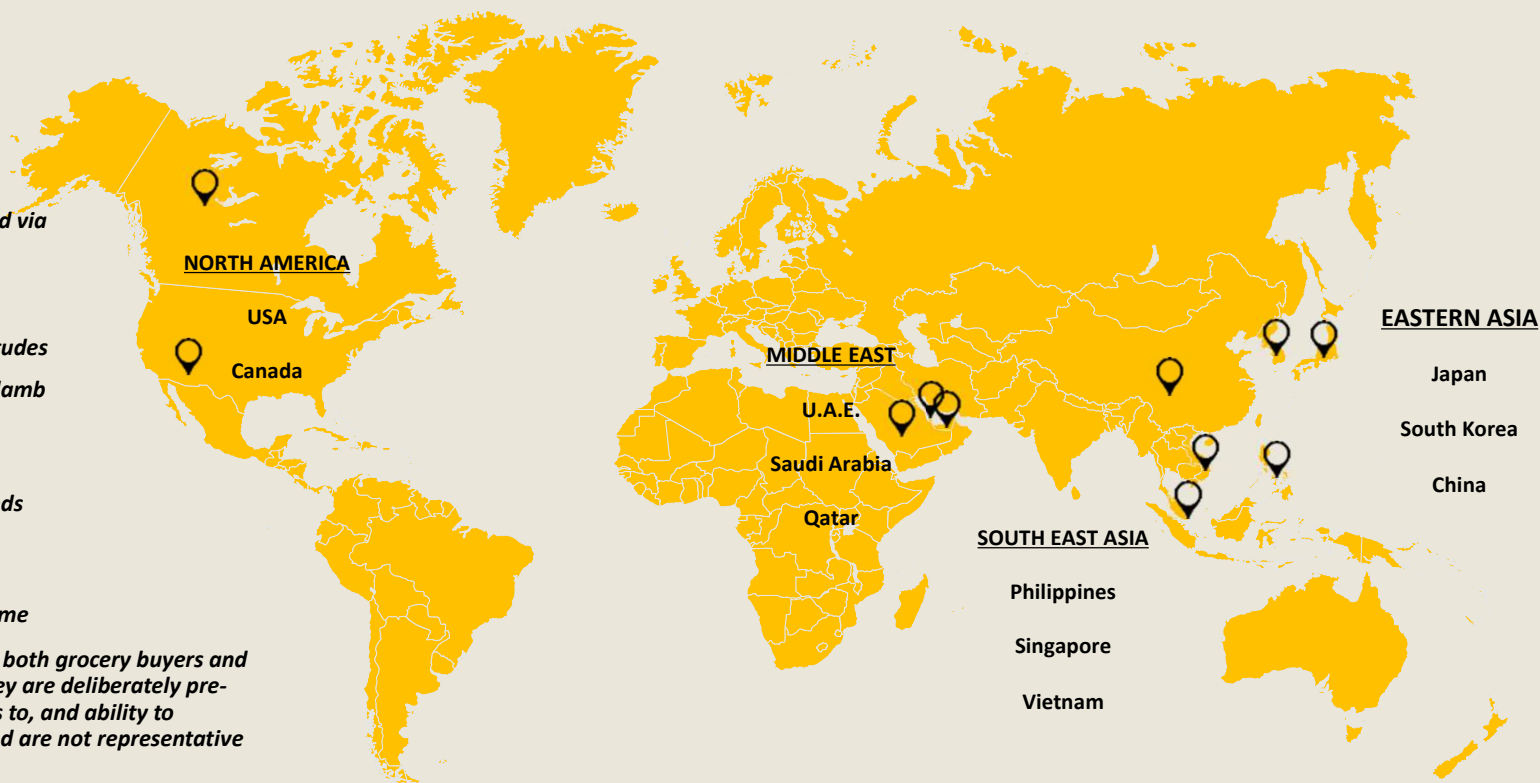 d via
tudes
lamb
ds
me
both grocery buyers and
ey are deliberately pre-
s to, and ability to
d are not representative
NORTH AMERICA
USA
Canada
MIDDLE EAST
U.A.E.
Saudi Arabia
Qatar
SOUTH EAST ASIA
Philippines
Singapore
Vietnam
EASTERN ASIA
Japan
South Korea
China